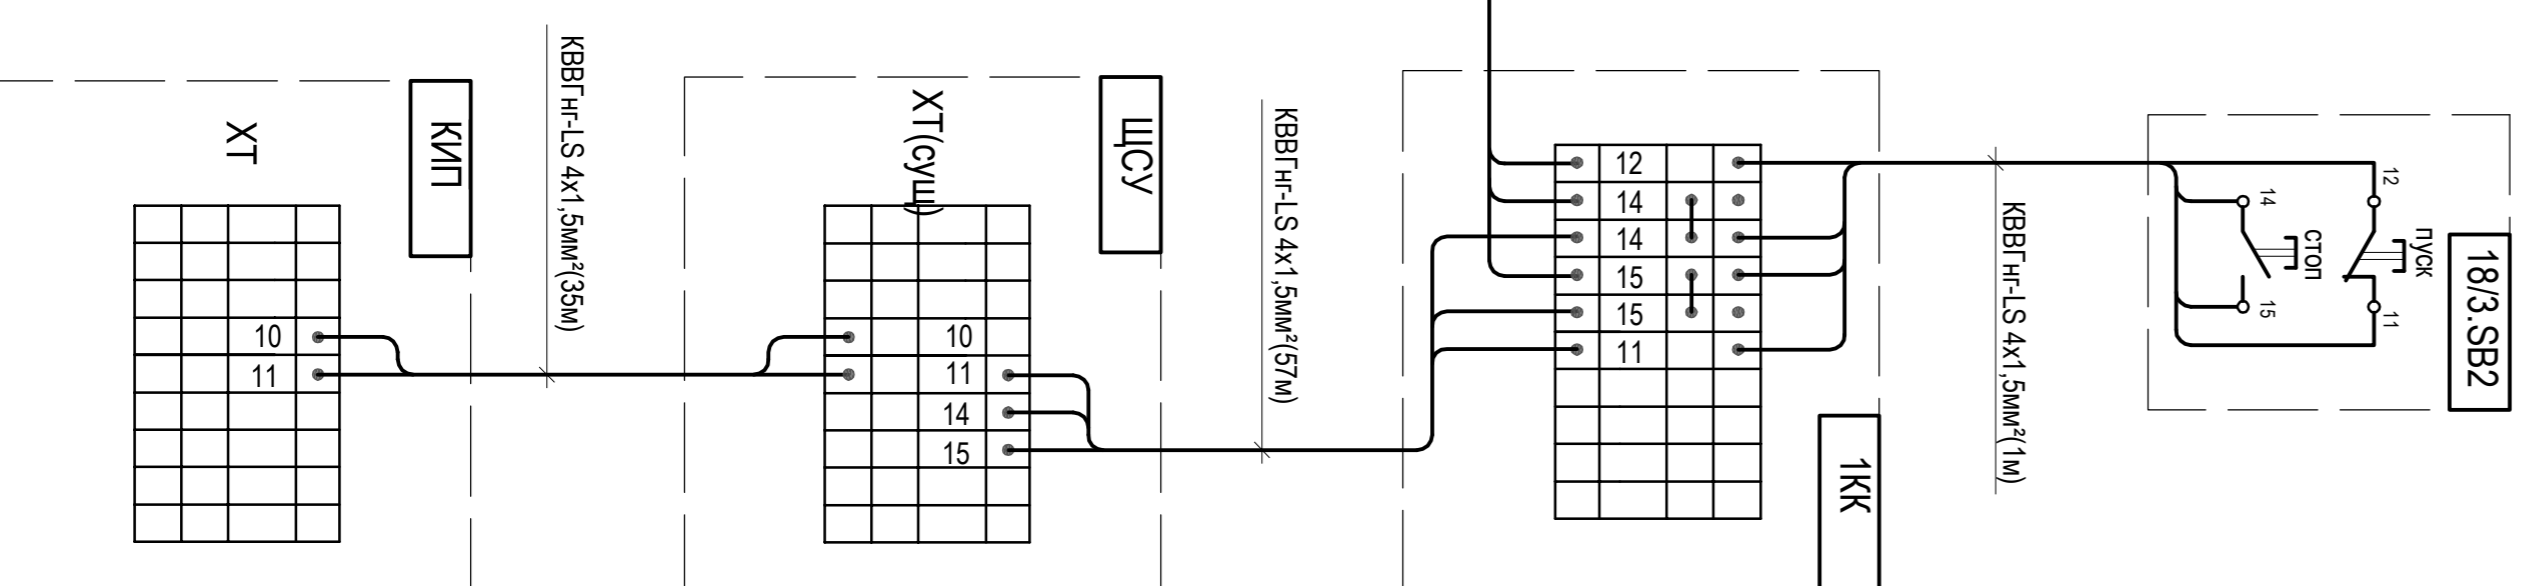 КИП
ХТ
10
11
КВВГнг-LS 4х1,5мм²(35м)
ЩСУ
ХТ(сущ)
10
11
14
15
КВВГнг-LS 4х1,5мм²(57м)
1КК
12
14
14
15
15
11
КВВГнг-LS 4х1,5мм²(1м)
18/3.SB2
пуск
12
11
стоп
14
15